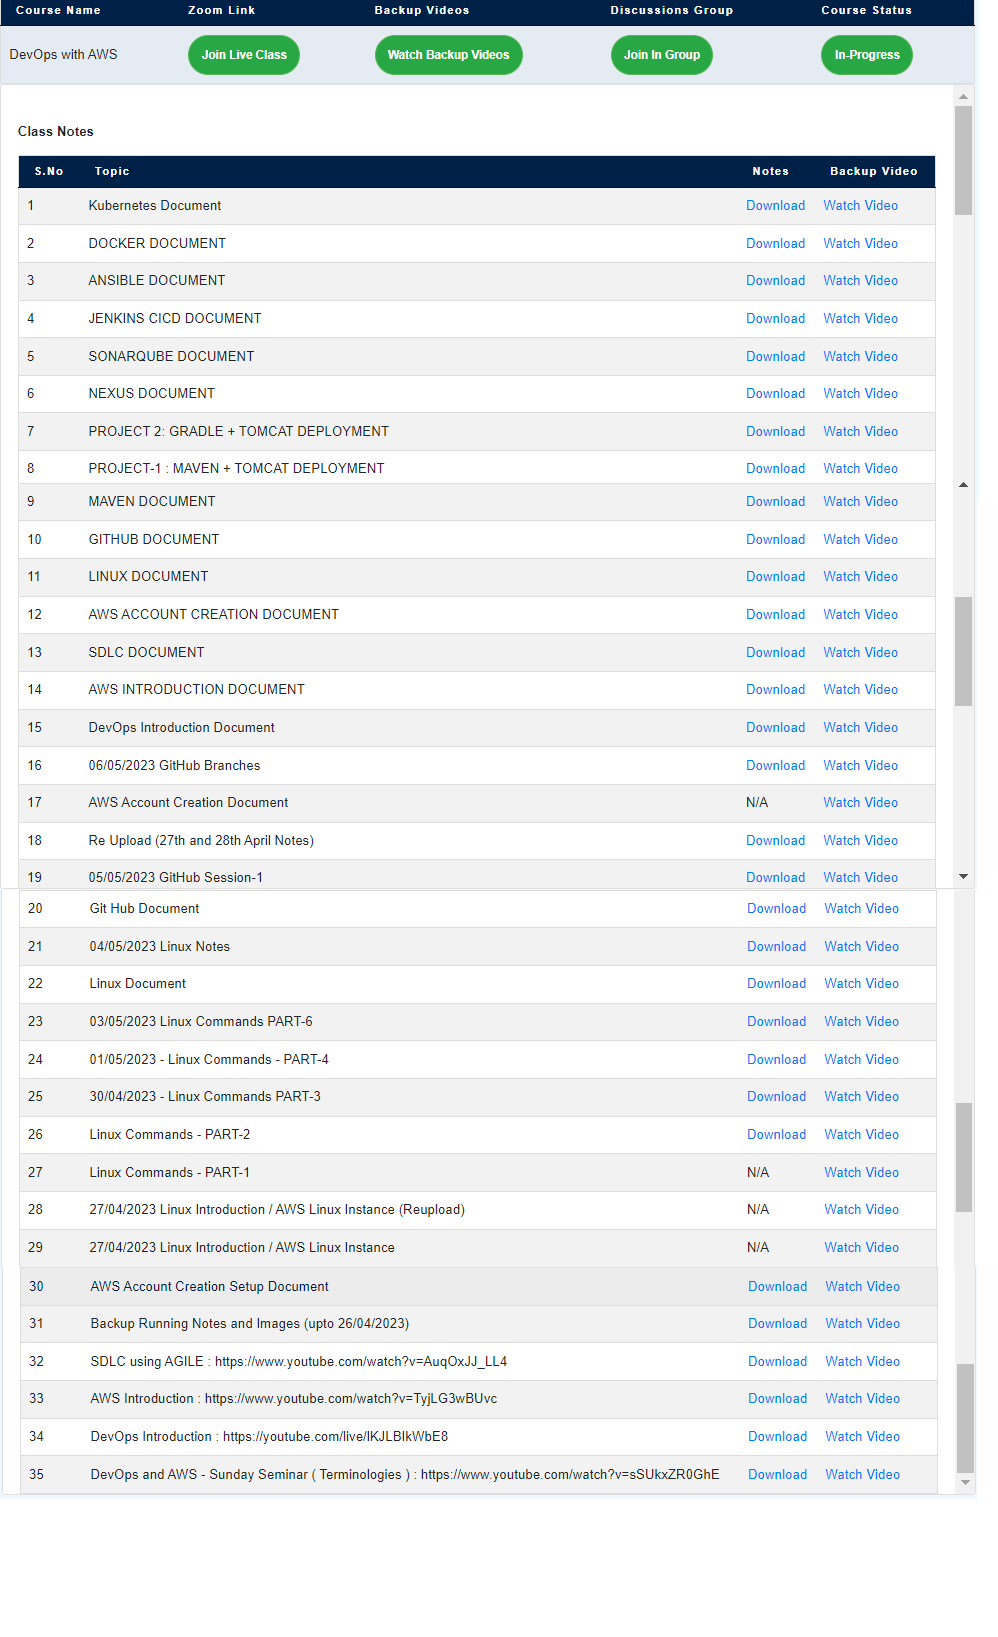 Course Name Zoom Link Backup Videos Discussions Group Course Status
DevOps with AWS Join Live Class Watch Backup Videos Join In Group In-Progress
Class Notes
S.No Topic Notes Backup Video
1 Kubernetes Document Download Watch Video
2 DOCKER DOCUMENT Download Watch Video
3 ANSIBLE DOCUMENT Download Watch Video
4 JENKINS CICD DOCUMENT Download Watch Video
5 SONARQUBE DOCUMENT Download Watch Video
6 NEXUS DOCUMENT Download Watch Video
7 PROJECT 2: GRADLE + TOMCAT DEPLOYMENT Download Watch Video
8 PROJECT-1 : MAVEN + TOMCAT DEPLOYMENT Download Watch Video
9 MAVEN DOCUMENT Download Watch Video
10 GITHUB DOCUMENT Download Watch Video
11 LINUX DOCUMENT Download Watch Video
12 AWS ACCOUNT CREATION DOCUMENT Download Watch Video
13 SDLC DOCUMENT Download Watch Video
14 AWS INTRODUCTION DOCUMENT Download Watch Video
15 DevOps Introduction Document Download Watch Video
16 06/05/2023 GitHub Branches Download Watch Video
17 AWS Account Creation Document N/A Watch Video
18 Re Upload (27th and 28th April Notes) Download Watch Video
19 05/05/2023 GitHub Session-1 Download Watch Video
20 Git Hub Document Download Watch Video
21 04/05/2023 Linux Notes Download Watch Video
22 Linux Document Download Watch Video
23 03/05/2023 Linux Commands PART-6 Download Watch Video
24 01/05/2023 - Linux Commands - PART-4 Download Watch Video
25 30/04/2023 - Linux Commands PART-3 Download Watch Video
26 Linux Commands - PART-2 Download Watch Video
27 Linux Commands - PART-1 N/A Watch Video
28 27/04/2023 Linux Introduction / AWS Linux Instance (Reupload) N/A Watch Video
29 27/04/2023 Linux Introduction / AWS Linux Instance N/A Watch Video
30 AWS Account Creation Setup Document Download Watch Video
31 Backup Running Notes and Images (upto 26/04/2023) Download Watch Video
32 SDLC using AGILE : https://www.youtube.com/watch?v=AuqOxJJ_LL4 Download Watch Video
33 AWS Introduction : https://www.youtube.com/watch?v=TyjLG3wBUvc Download Watch Video
34 DevOps Introduction : https://youtube.com/live/lKJLBlkWbE8 Download Watch Video
35 DevOps and AWS - Sunday Seminar ( Terminologies ) : https://www.youtube.com/watch?v=sSUkxZR0GhE Download Watch Video